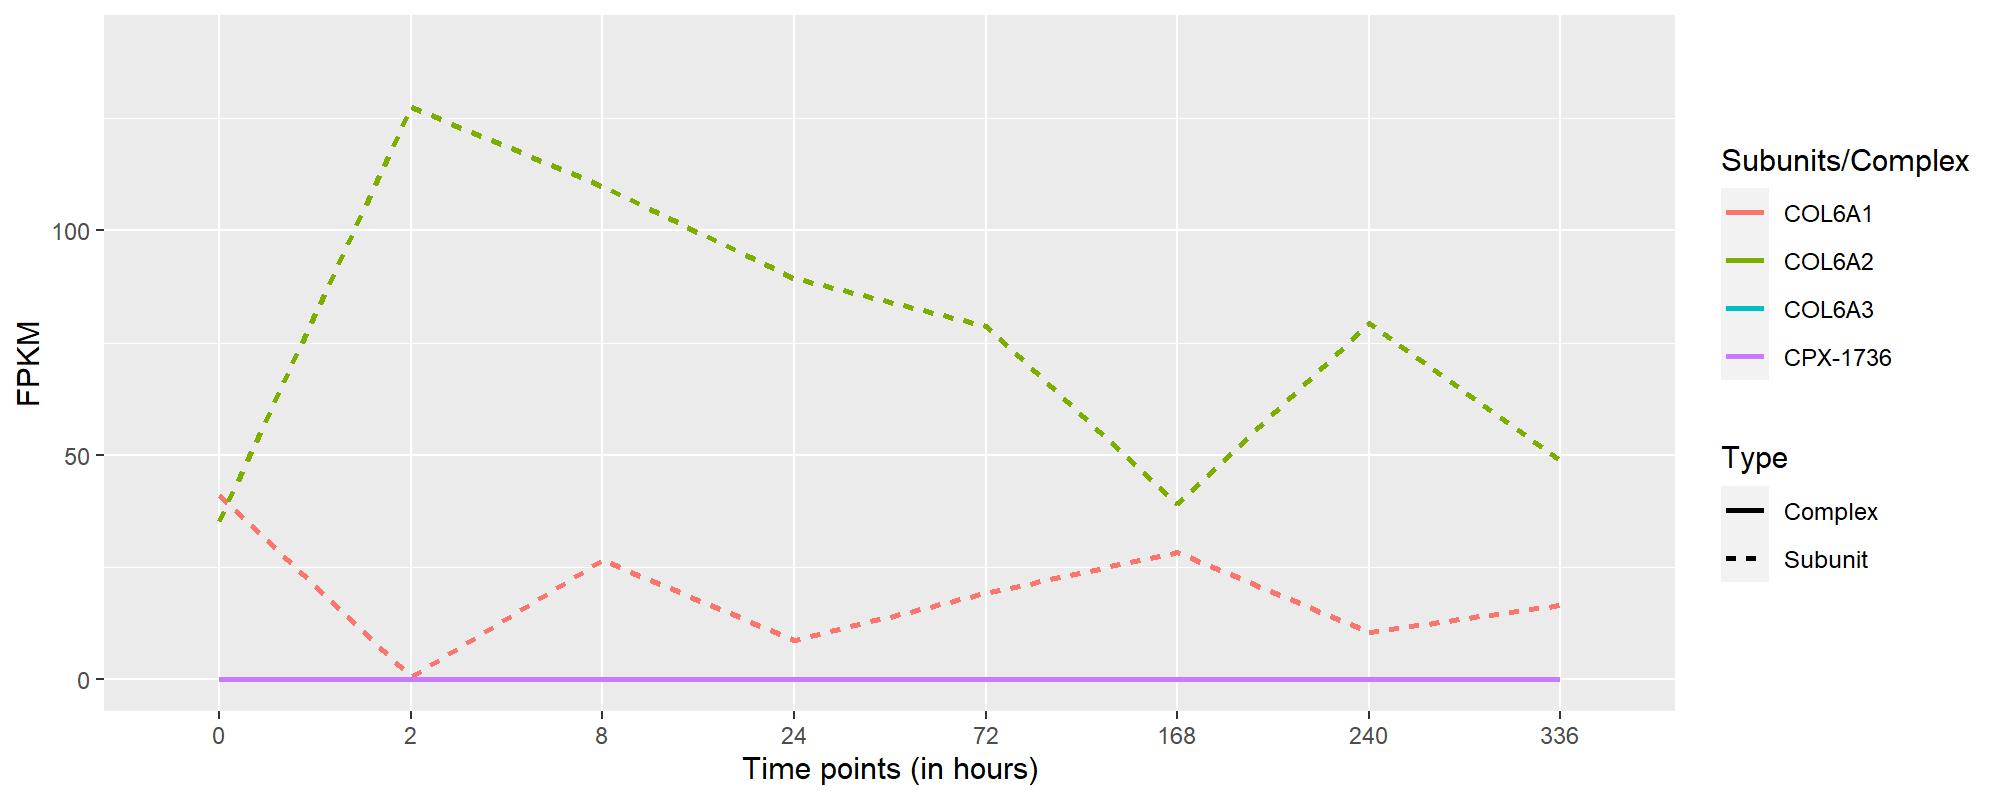 FPKM
100
50
0
0 2 8 24 72 168 240 336
Time points (in hours)
Subunits/Complex
COL6A1
COL6A2
COL6A3
CPX-1736
Type
Complex
Subunit